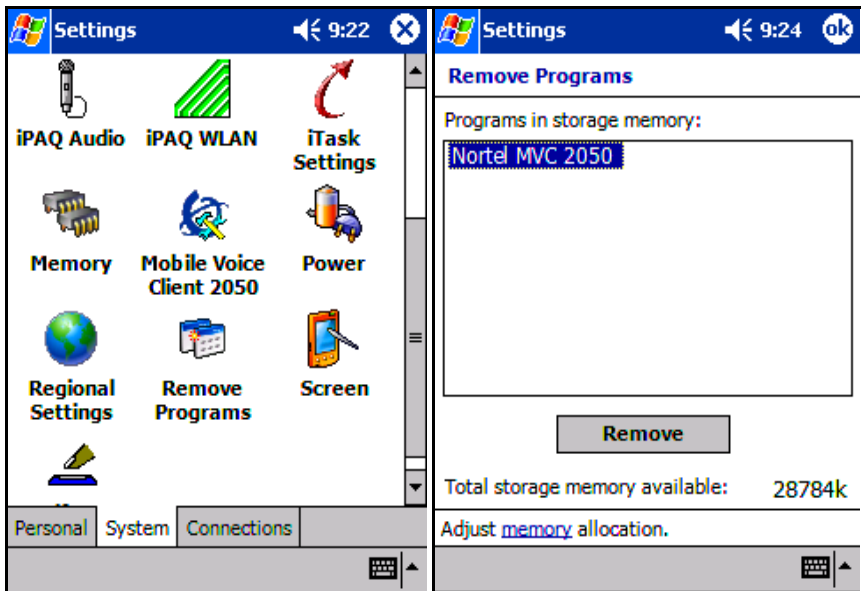 Settings 9:22
iPAQ Audio iPAQ WLAN iTask
Settings
Memory Mobile Voice Power
Client 2050
Regional Remove Screen
Settings Programs
Personal System Connections
Settings 9:24 ok
Remove Programs
Programs in storage memory:
Nortel MVC 2050
Remove
Total storage memory available: 28784k
Adjust memory allocation.